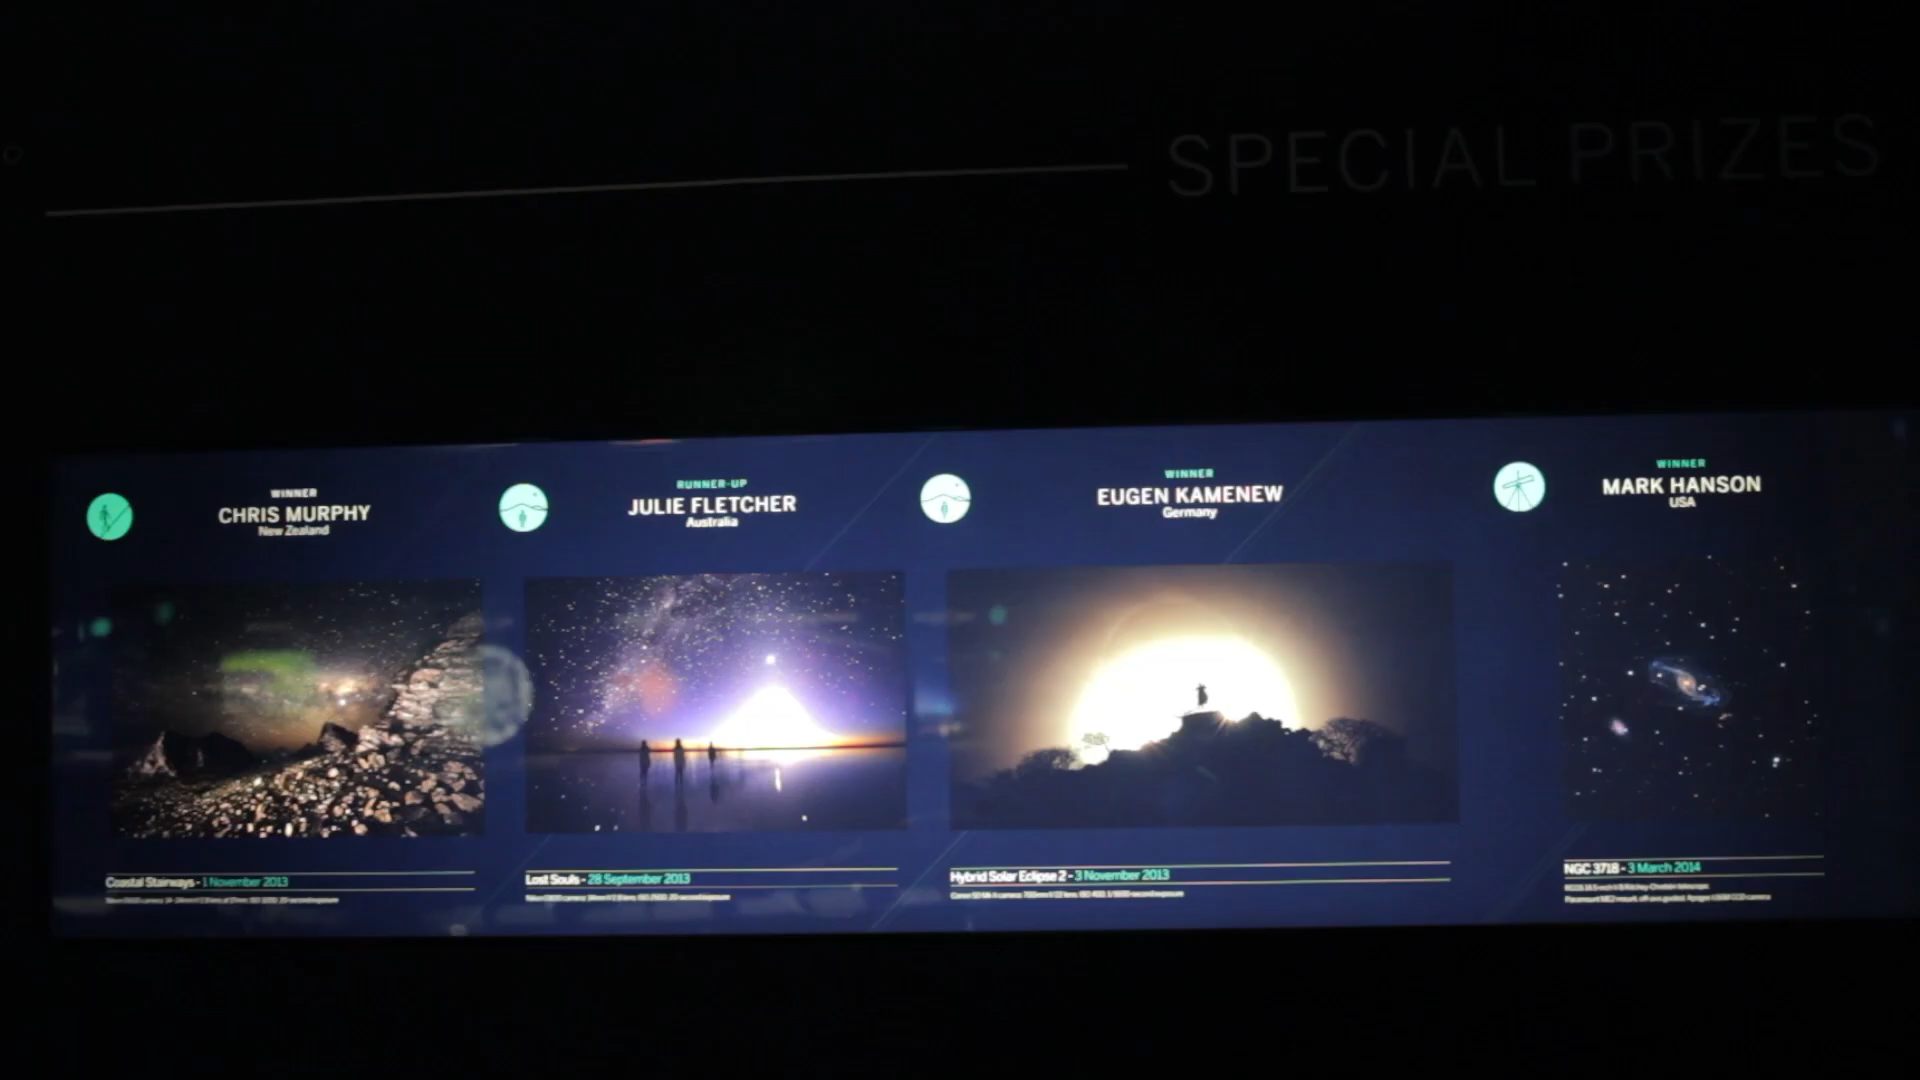 SPECIAL PRIZES
WINNER
CHRIS MURPHY
New Zealand
Coastal Stairways - 1 November 2013
RUNNER-UP
JULIE FLETCHER
Australia
Lost Souls - 28 September 2013
WINNER
EUGEN KAMENEW
Germany
Hybrid Solar Eclipse 2 - 3 November 2013
WINNER
MARK HANSON
USA
NGC 3718 - 3 March 2014